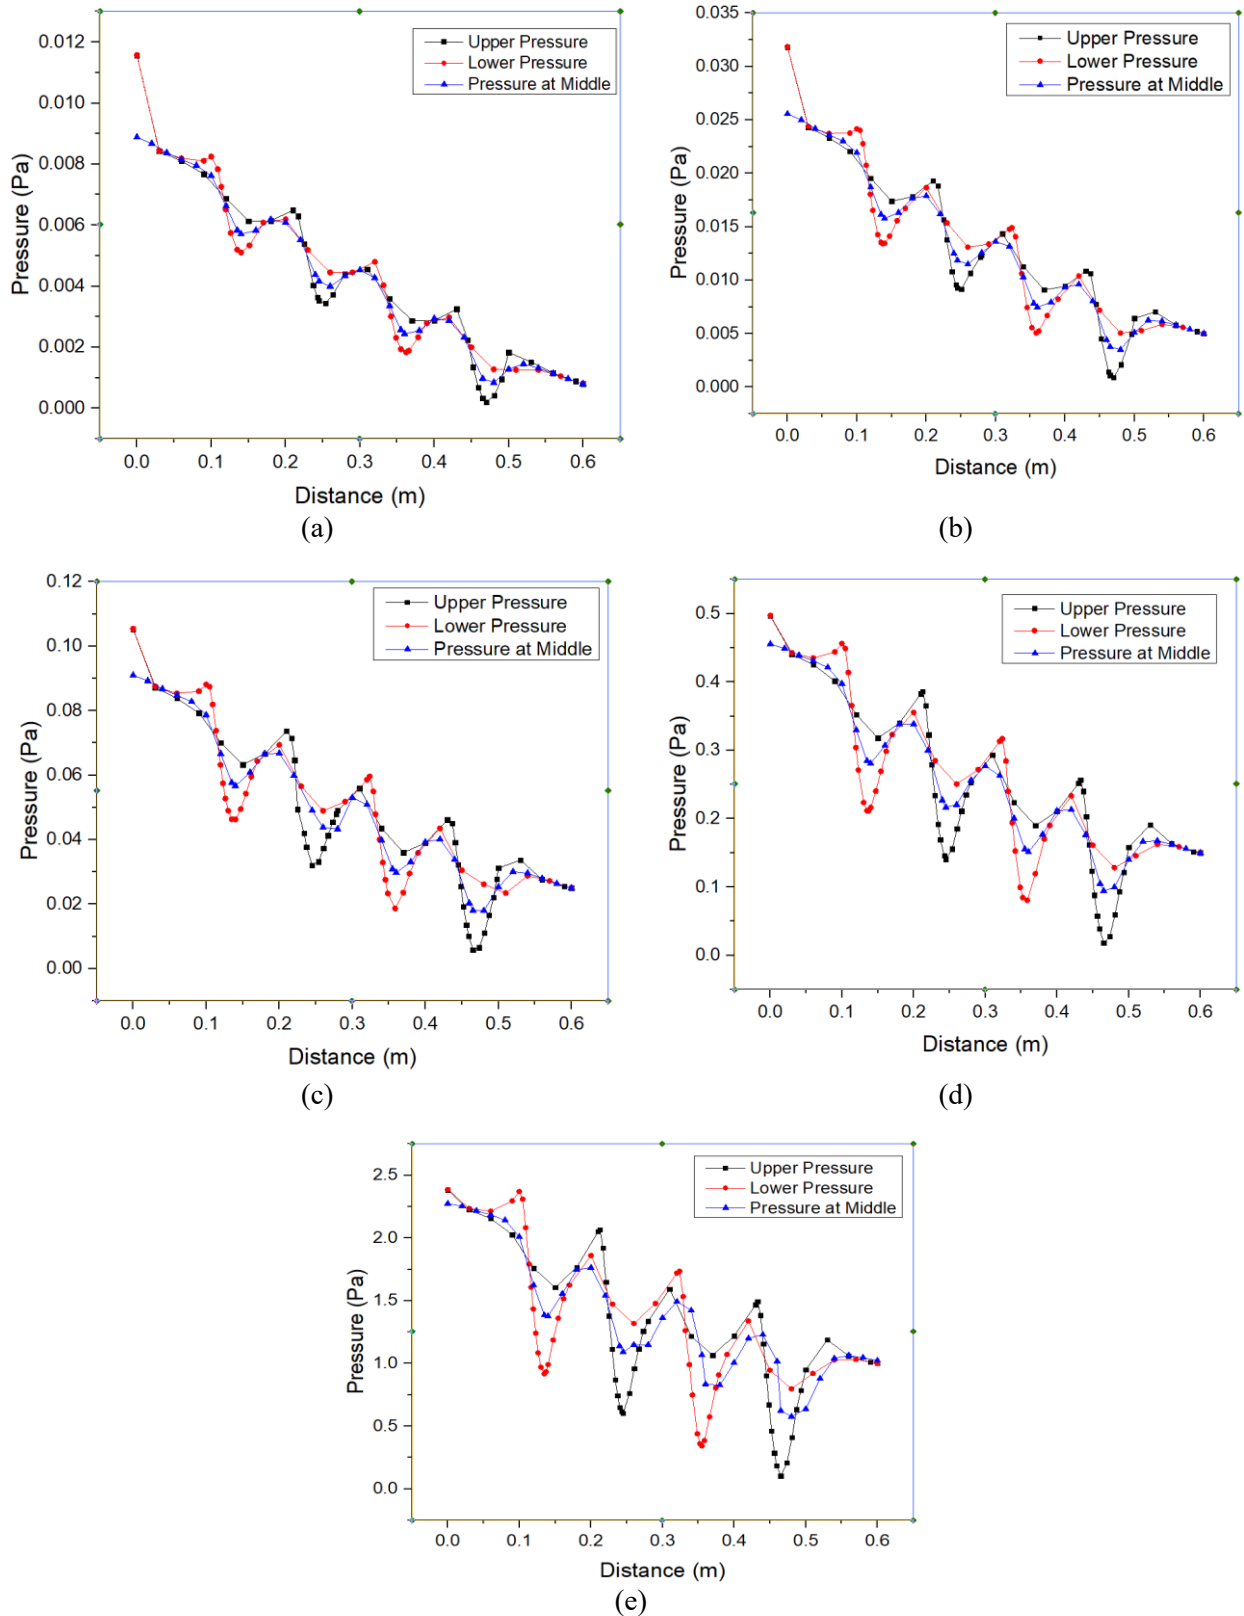 0.012
0.010
0.008
0.006
0.004
0.002
0.000
Pressure (Pa)
Upper Pressure
Lower Pressure
Pressure at Middle
0.0 0.1 0.2 0.3 0.4 0.5 0.6
Distance (m)
(a)
0.035
0.030
0.025
0.020
0.015
0.010
0.005
0.000
Pressure (Pa)
Upper Pressure
Lower Pressure
Pressure at Middle
0.0 0.1 0.2 0.3 0.4 0.5 0.6
Distance (m)
(b)
0.12
0.10
0.08
0.06
0.04
0.02
0.00
Pressure (Pa)
Upper Pressure
Lower Pressure
Pressure at Middle
0.0 0.1 0.2 0.3 0.4 0.5 0.6
Distance (m)
(c)
0.5
0.4
0.3
0.2
0.1
0.0
Pressure (Pa)
Upper Pressure
Lower Pressure
Pressure at Middle
0.0 0.1 0.2 0.3 0.4 0.5 0.6
Distance (m)
(d)
2.5
2.0
1.5
1.0
0.5
0.0
Pressure (Pa)
Upper Pressure
Lower Pressure
Pressure at Middle
0.0 0.1 0.2 0.3 0.4 0.5 0.6
Distance (m)
(e)